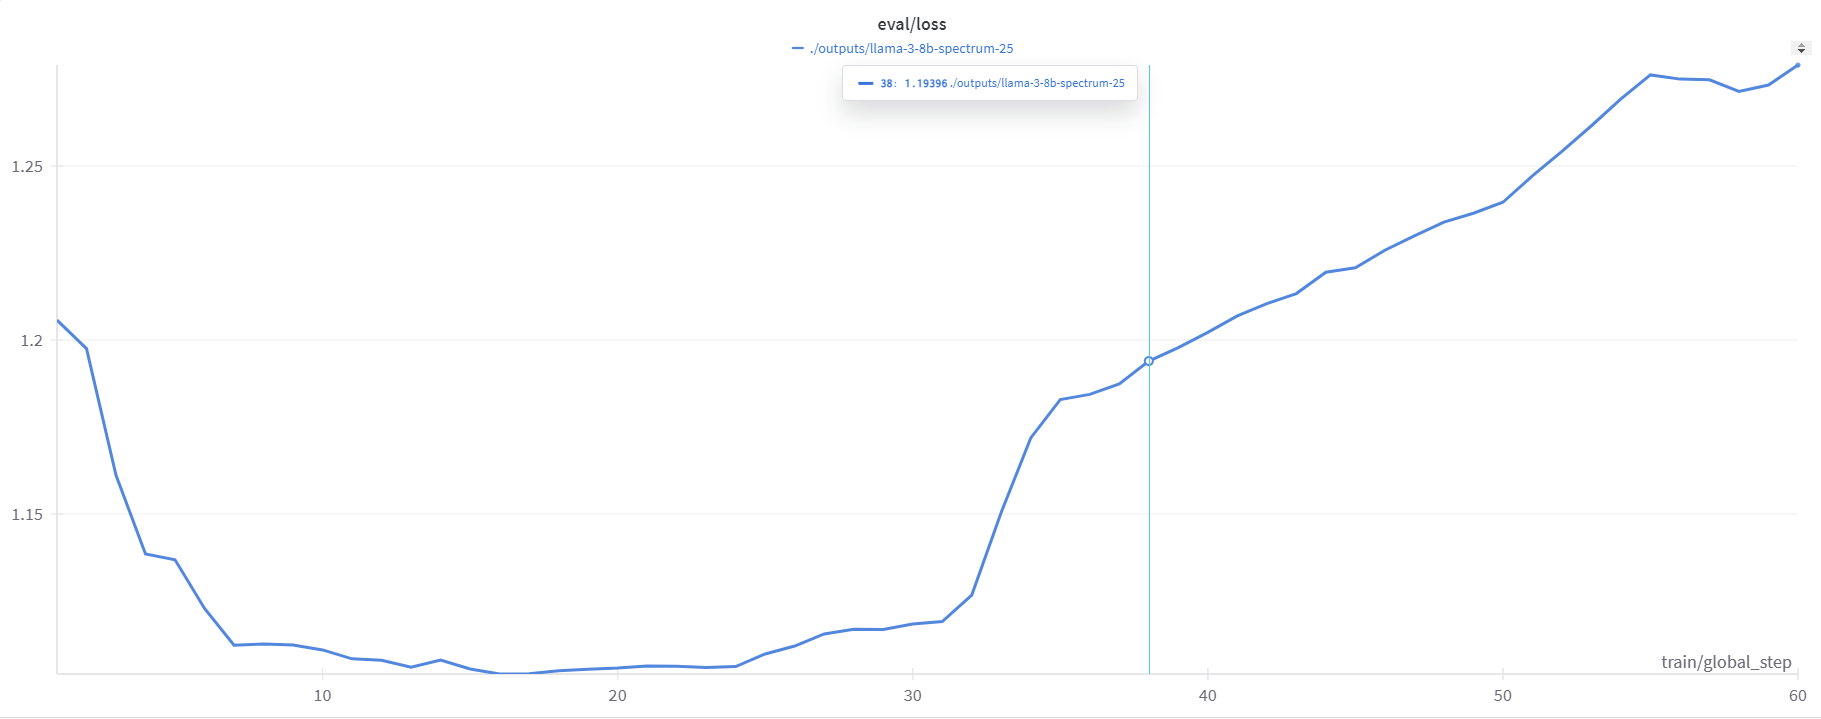 eval/loss
./outputs/llama-3-8b-spectrum-25
38: 1.19396 ./outputs/llama-3-8b-spectrum-25
1.25
1.2
1.15
train/global_step
10 20 30 40 50 60